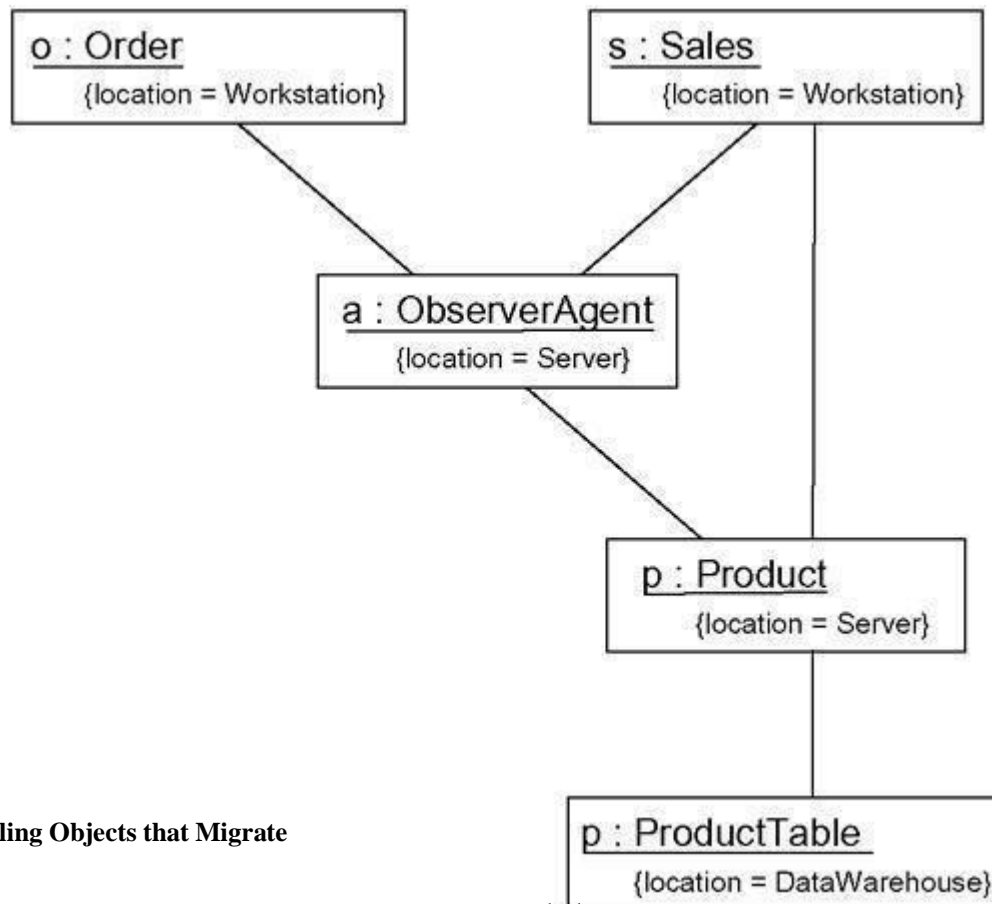 o : Order
{location = Workstation}
s : Sales
{location = Workstation}
a : ObserverAgent
{location = Server}
p : Product
{location = Server}
ling Objects that Migrate
p : ProductTable
{location = DataWarehouse}